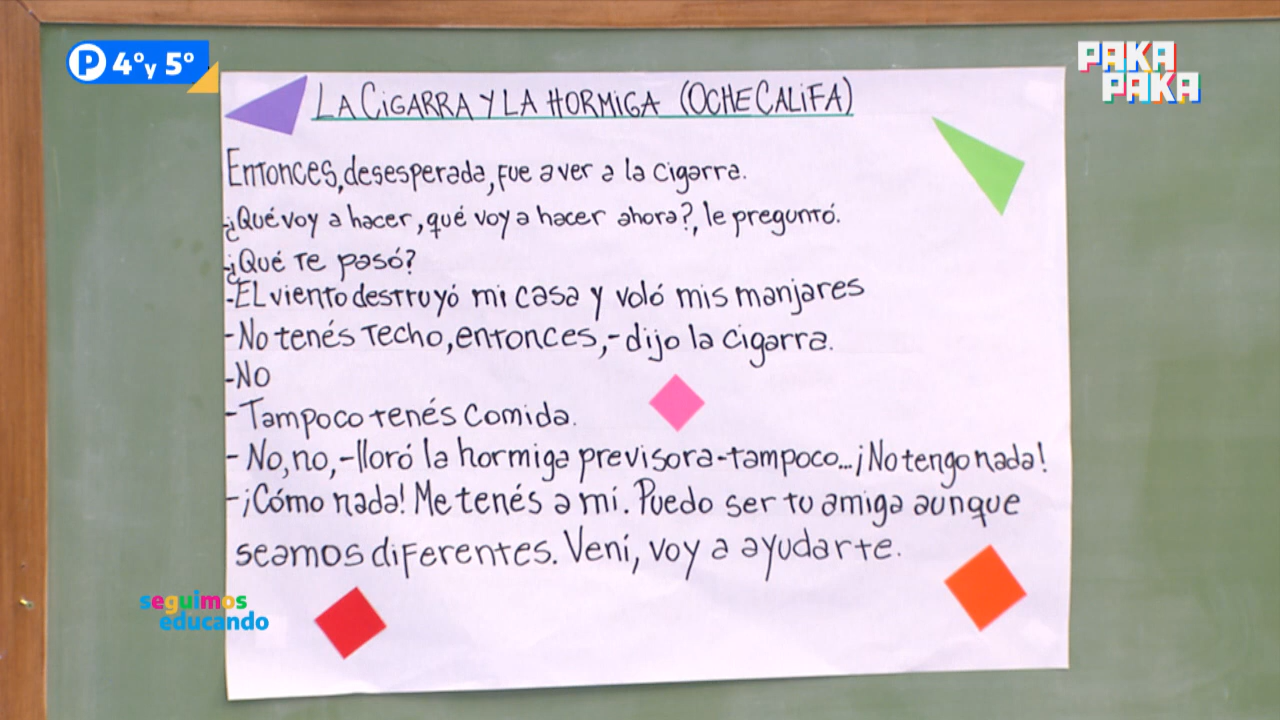 P 4° y 5°
PAKA
PAKA
LA CIGARRA Y LA HORMIGA (OCHE CALIFA)
Entonces, desesperada, fue a ver a la cigarra.
¿Qué voy a hacer, qué voy a hacer ahora?, le preguntó.
-¿Qué te pasó?
-El viento destruyó mi casa y voló mis manjares
-No tenés techo, entonces,- dijo la cigarra.
-No
-Tampoco tenés comida.
- No, no,-lloró la hormiga previsora-tampoco...¡No tengo nada!
-¡Cómo nada! Me tenés a mí. Puedo ser tu amiga aunque
seamos diferentes. Vení, voy a ayudarte.
seguimos
educando